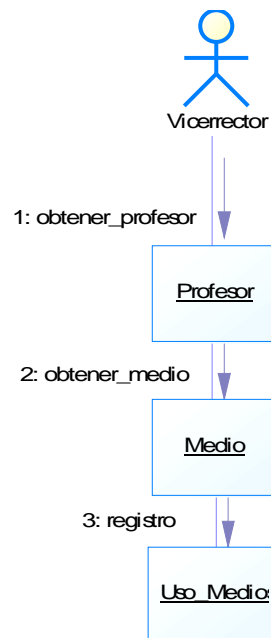 Vicerrector
1: obtener_profesor
Profesor
2: obtener_medio
Medio
3: registro
Uso_Medios